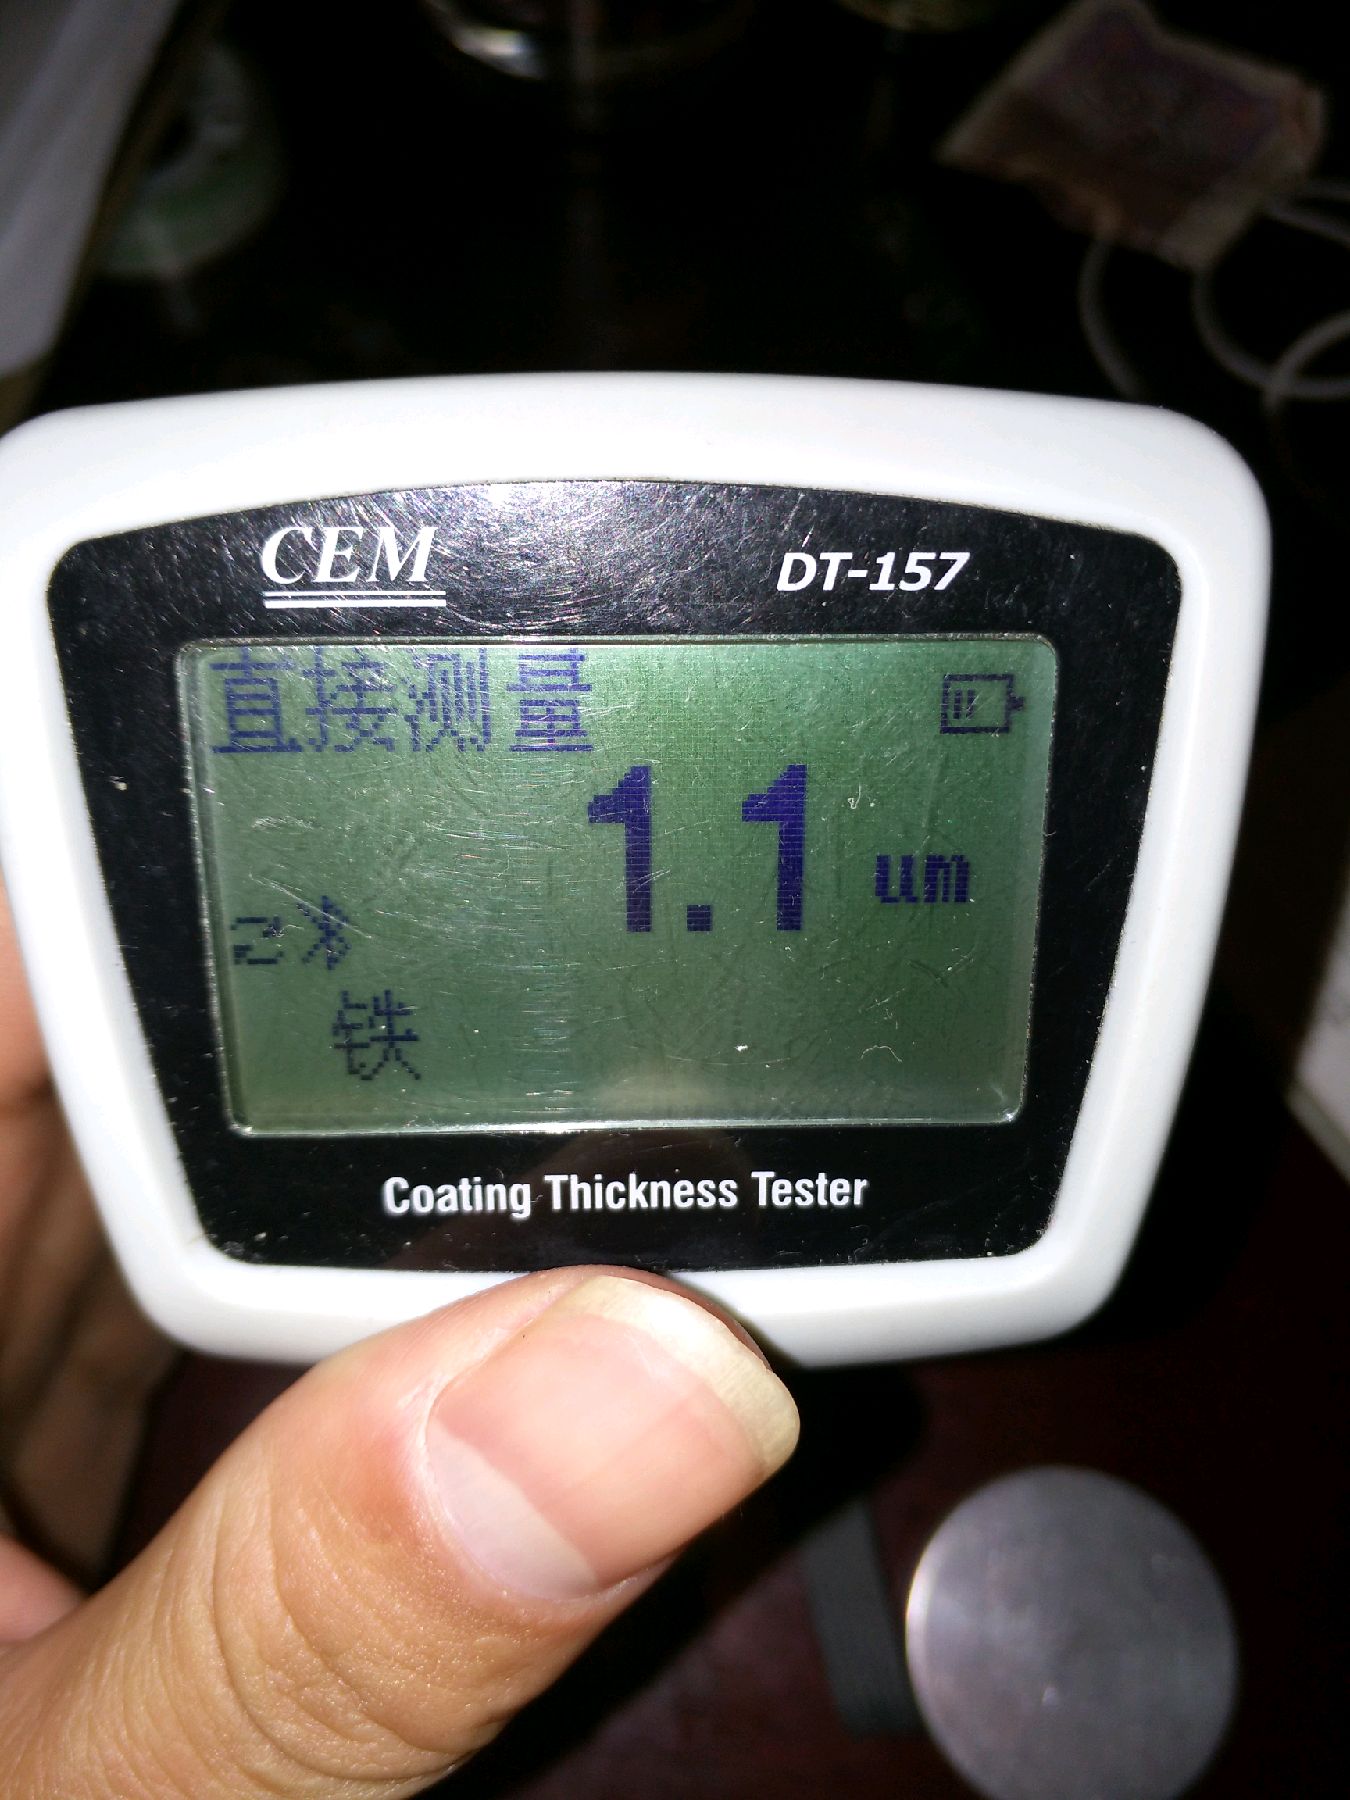 CEM
DT-157
直接测量
1.1 um
铁
Coating Thickness Tester